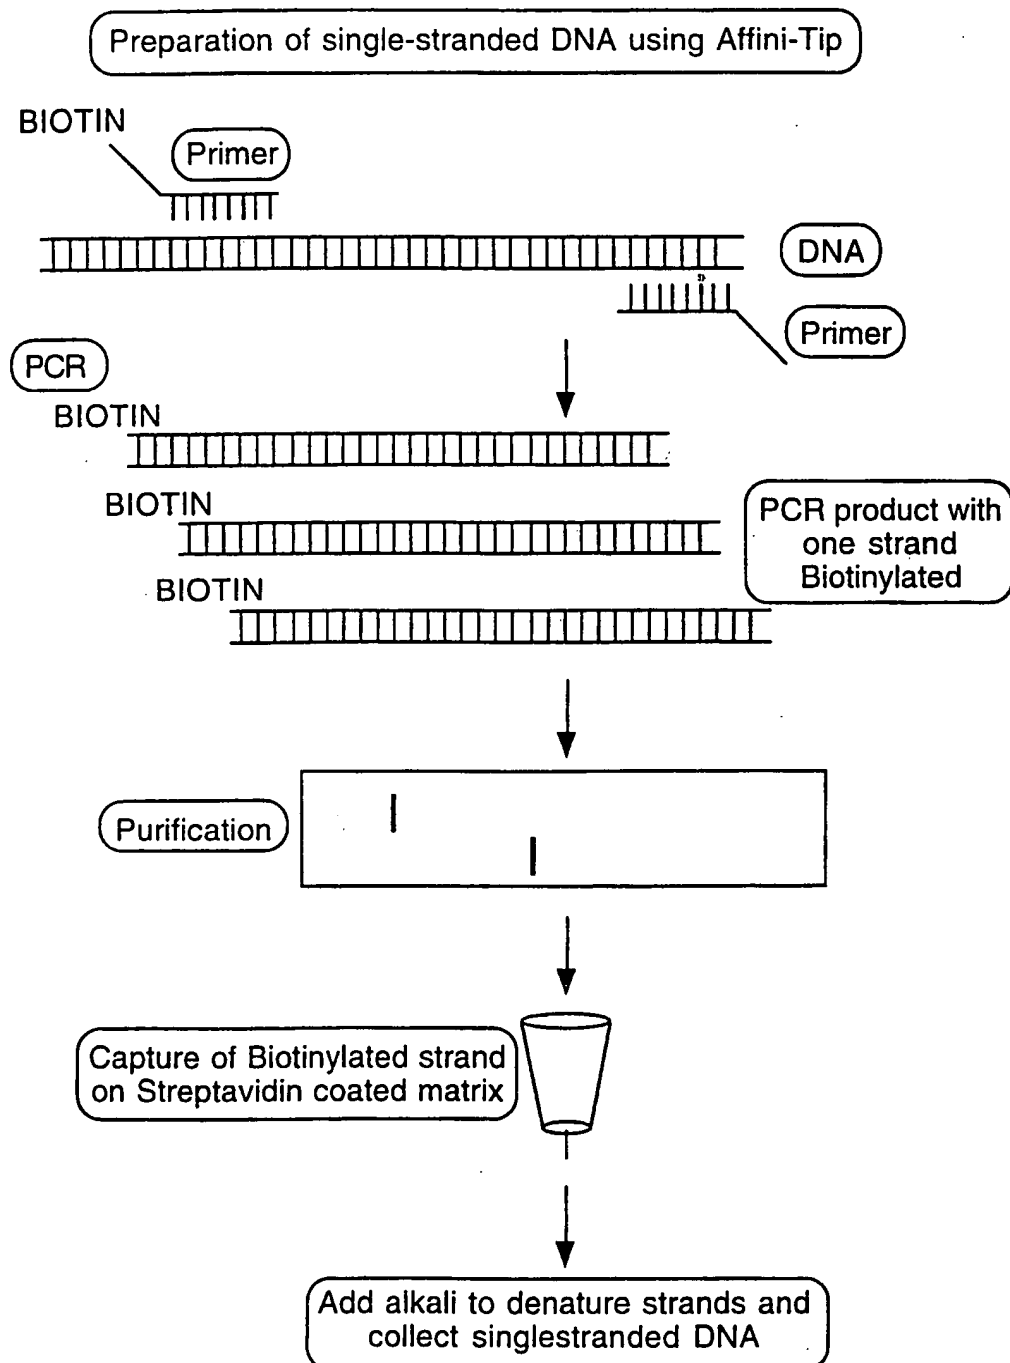 Preparation of single-stranded DNA using Affini-Tip
BIOTIN
Primer
DNA
Primer
PCR
BIOTIN
BIOTIN
BIOTIN
PCR product with
one strand
Biotinylated
Purification
Capture of Biotinylated strand
on Streptavidin coated matrix
Add alkali to denature strands and
collect singlestranded DNA